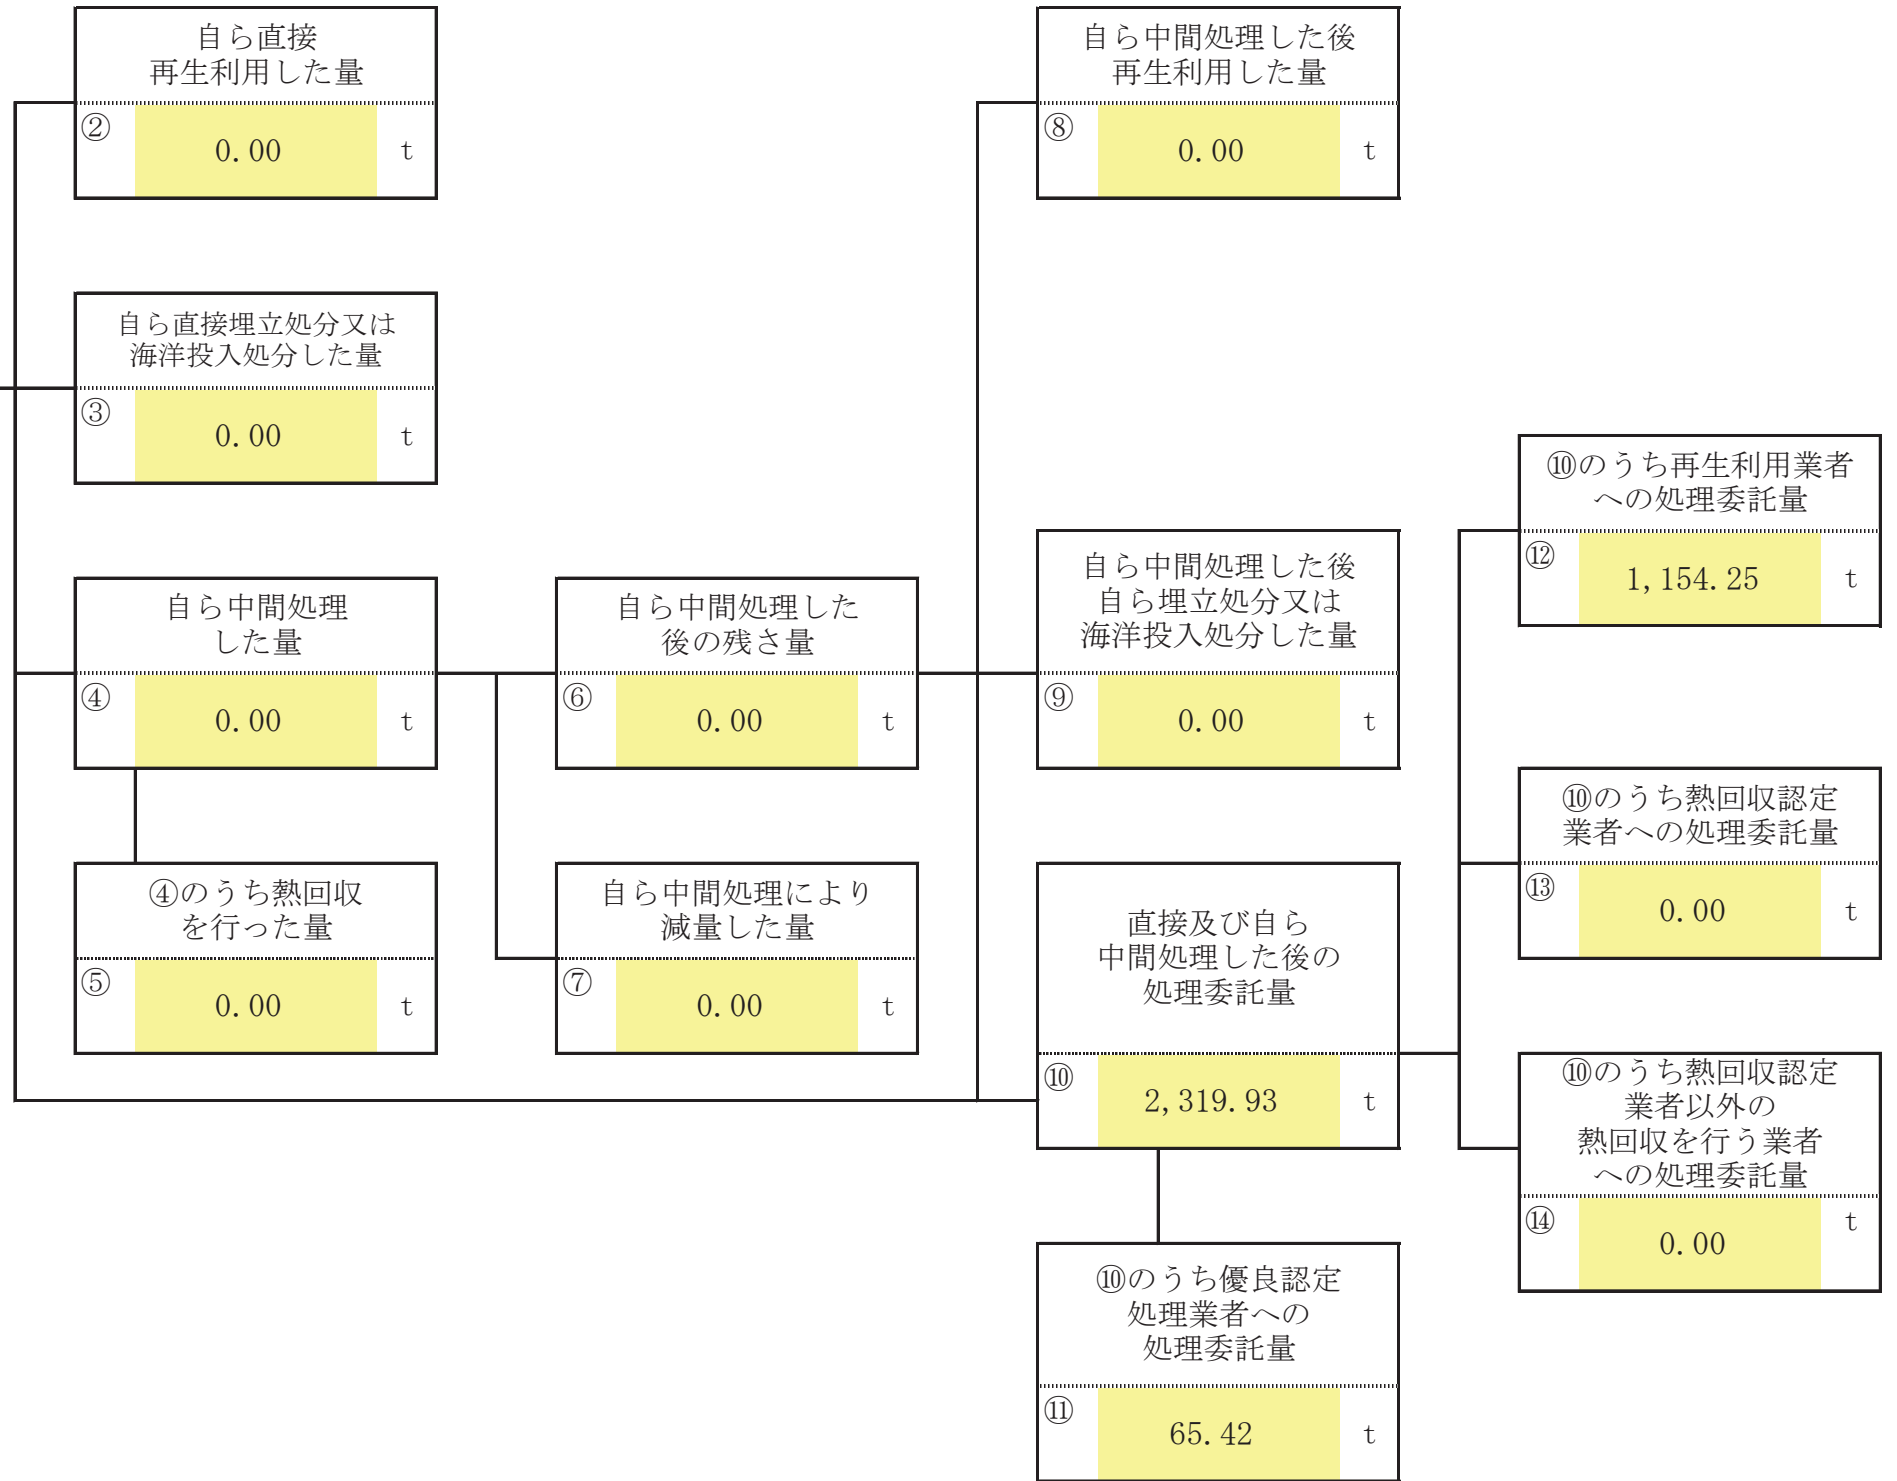 自ら直接
再生利用した量
②
0.00
t
自ら中間処理した後
再生利用した量
⑧
0.00
t
自ら直接埋立処分又は
海洋投入処分した量
③
0.00
t
⑩のうち再生利用業者
への処理委託量
⑫
1,154.25
t
自ら中間処理
した量
④
0.00
t
自ら中間処理した
後の残さ量
⑥
0.00
t
自ら中間処理した後
自ら埋立処分又は
海洋投入処分した量
⑨
0.00
t
⑩のうち熱回収認定
業者への処理委託量
⑬
0.00
t
④のうち熱回収
を行った量
⑤
0.00
t
自ら中間処理により
減量した量
⑦
0.00
t
直接及び自ら
中間処理した後の
処理委託量
⑩
2,319.93
t
⑩のうち熱回収認定
業者以外の
熱回収を行う業者
への処理委託量
⑭
0.00
t
⑩のうち優良認定
処理業者への
処理委託量
⑪
65.42
t